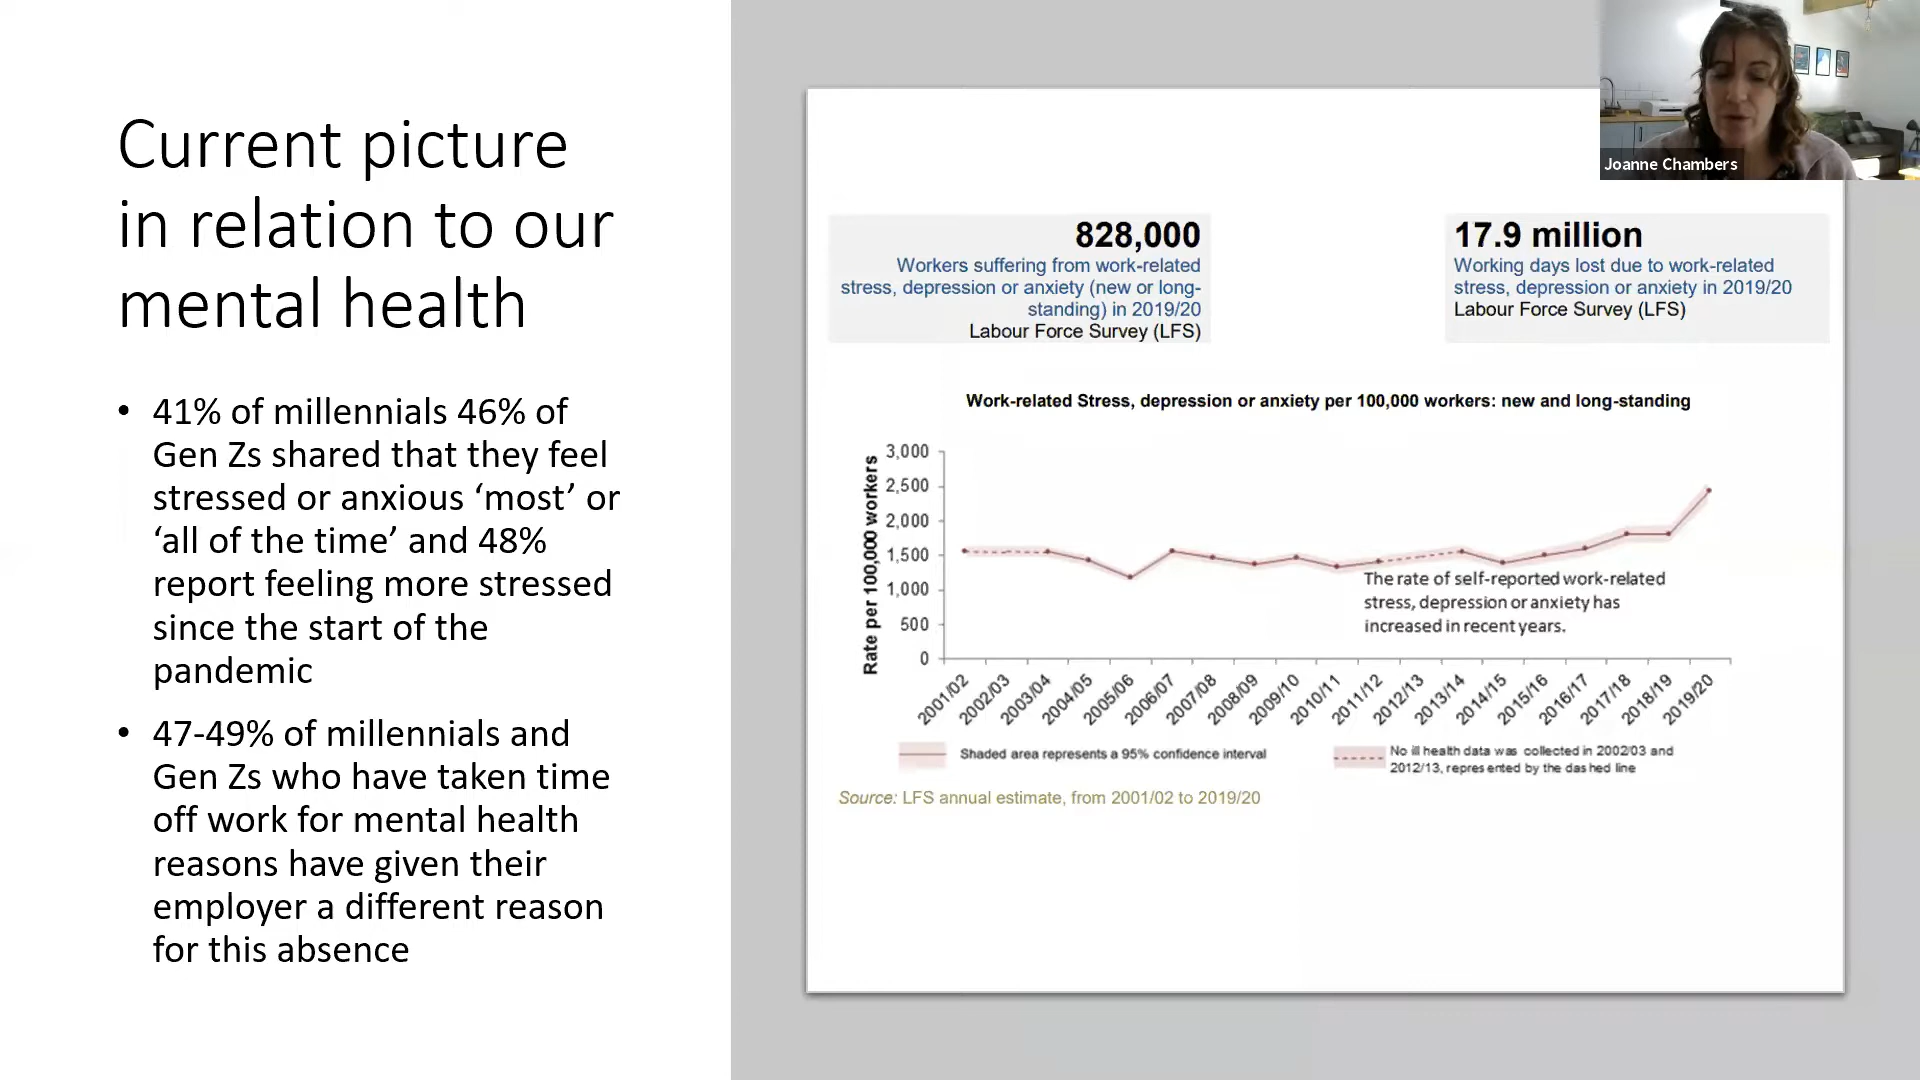 Current picture
in relation to our
mental health
• 41% of millennials 46% of
Gen Zs shared that they feel
stressed or anxious ‘most’ or
‘all of the time’ and 48%
report feeling more stressed
since the start of the
pandemic
• 47-49% of millennials and
Gen Zs who have taken time
off work for mental health
reasons have given their
employer a different reason
for this absence
Joanne Chambers
828,000
Workers suffering from work-related
stress, depression or anxiety (new or long-
standing) in 2019/20
Labour Force Survey (LFS)
17.9 million
Working days lost due to work-related
stress, depression or anxiety in 2019/20
Labour Force Survey (LFS)
Work-related Stress, depression or anxiety per 100,000 workers: new and long-standing
Rate per 100,000 workers
3,000
2,500
2,000
1,500
1,000
500
0
The rate of self-reported work-related
stress, depression or anxiety has
increased in recent years.
2001/02
2002/03
2003/04
2004/05
2005/06
2006/07
2007/08
2008/09
2009/10
2010/11
2011/12
2012/13
2013/14
2014/15
2015/16
2016/17
2017/18
2018/19
2019/20
Shaded area represents a 95% confidence interval
No ill health data was collected in 2002/03 and
2012/13, represented by the dashed line
Source: LFS annual estimate, from 2001/02 to 2019/20